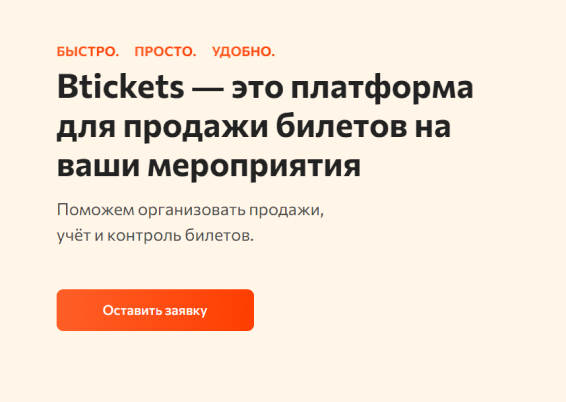 БЫСТРО. ПРОСТО. УДОБНО.
Btickets — это платформа
для продажи билетов на
ваши мероприятия
Поможем организовать продажи,
учёт и контроль билетов.
Оставить заявку